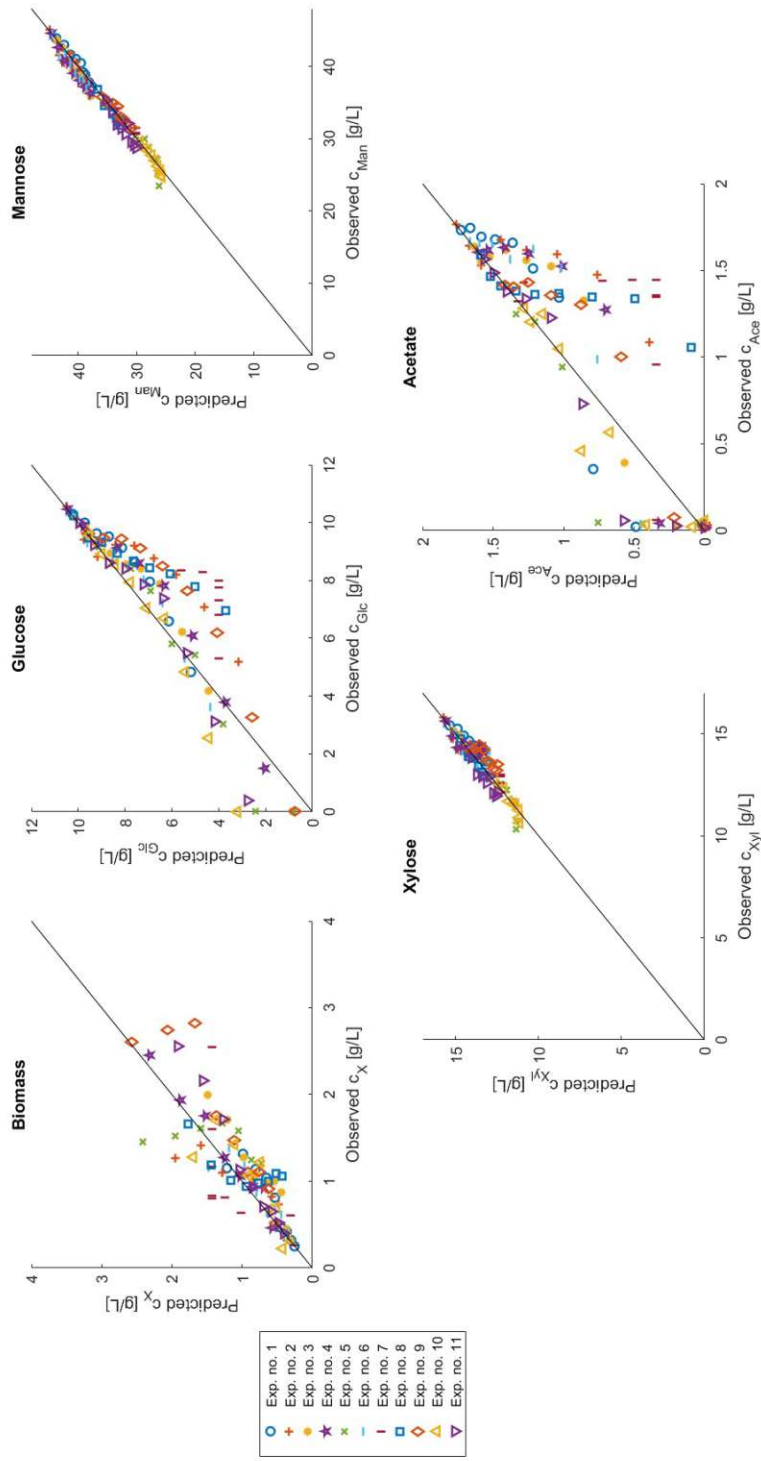 Exp. no. 1
Exp. no. 2
Exp. no. 3
Exp. no. 4
Exp. no. 5
Exp. no. 6
Exp. no. 7
Exp. no. 8
Exp. no. 9
Exp. no. 10
Exp. no. 11
Biomass
Predicted c_X [g/L]
4
3
2
1
0
0 1 2 3 4
Observed c_X [g/L]
Glucose
Predicted c_Glc [g/L]
12
10
8
6
4
2
0
0 2 4 6 8 10 12
Observed c_Glc [g/L]
Mannose
Predicted c_Man [g/L]
40
30
20
10
0
0 10 20 30 40
Observed c_Man [g/L]
Xylose
Predicted c_Xyl [g/L]
15
10
5
0
0 5 10 15
Observed c_Xyl [g/L]
Acetate
Predicted c_Ace [g/L]
2
1.5
1
0.5
0
0 0.5 1 1.5 2
Observed c_Ace [g/L]